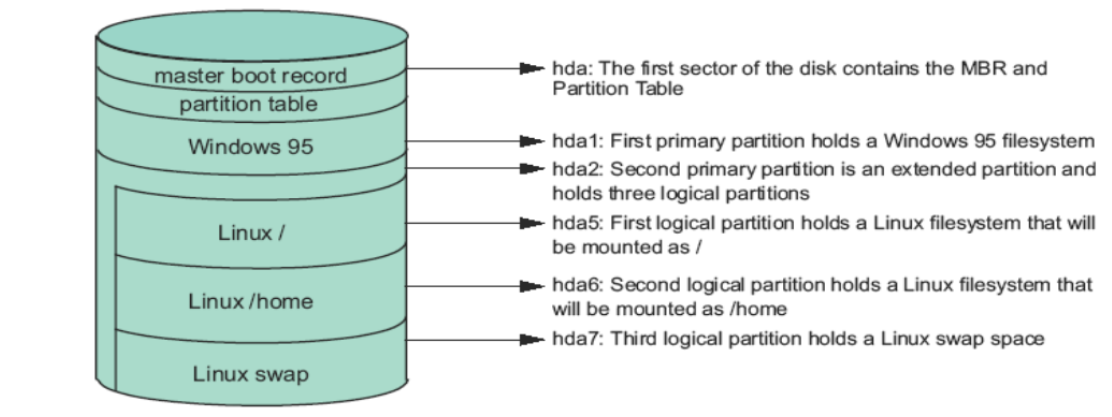 master boot record
hda: The first sector of the disk contains the MBR and
Partition Table
partition table
Windows 95
hda1: First primary partition holds a Windows 95 filesystem
hda2: Second primary partition is an extended partition and
holds three logical partitions
Linux /
hda5: First logical partition holds a Linux filesystem that will
be mounted as /
Linux /home
hda6: Second logical partition holds a Linux filesystem that
will be mounted as /home
hda7: Third logical partition holds a Linux swap space
Linux swap